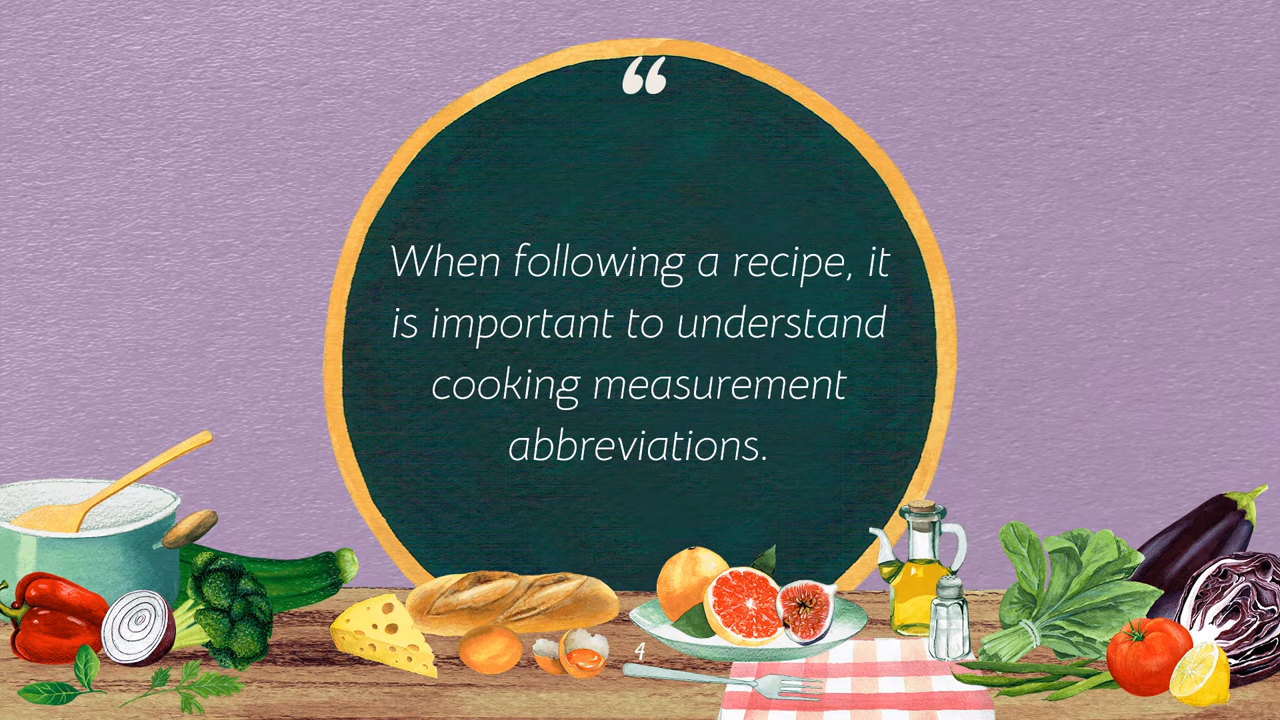 “
When following a recipe, it
is important to understand
cooking measurement
abbreviations.
4